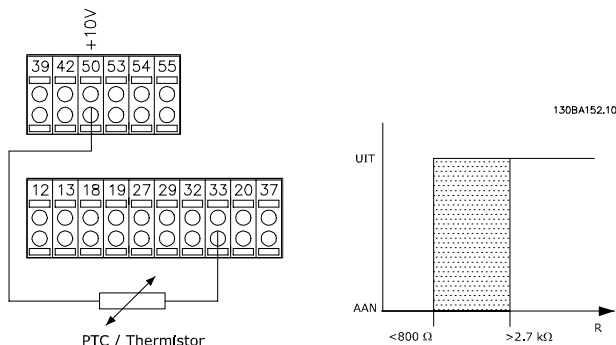 +10V
39 42 50 53 54 55
12 13 18 19 27 29 32 33 20 37
PTC / Thermistor
130BA152.10
UIT
AAN
<800 Ω >2.7 kΩ
R